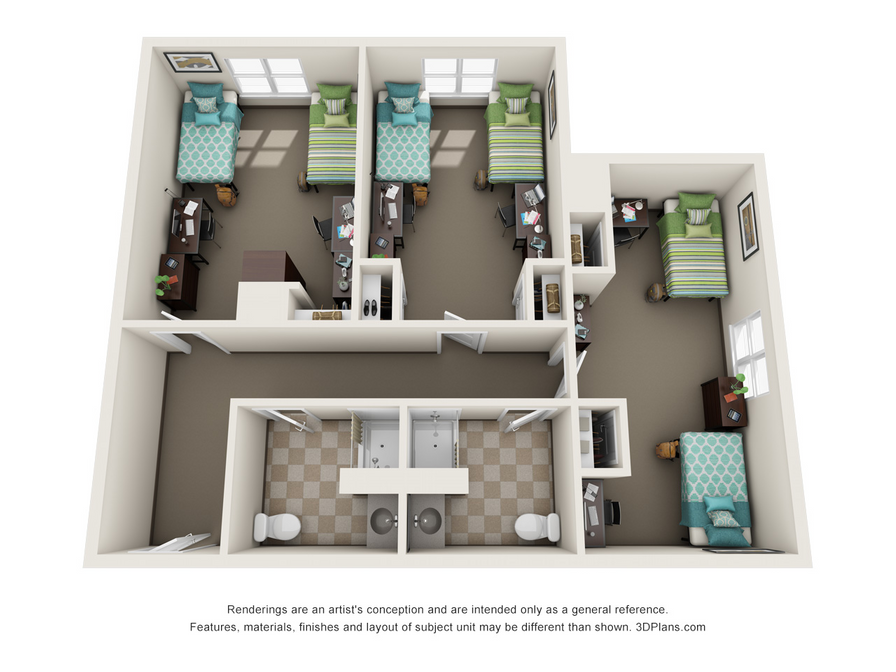 Renderings are an artist's conception and are intended only as a general reference.
Features, materials, finishes and layout of subject unit may be different than shown. 3DPlans.com